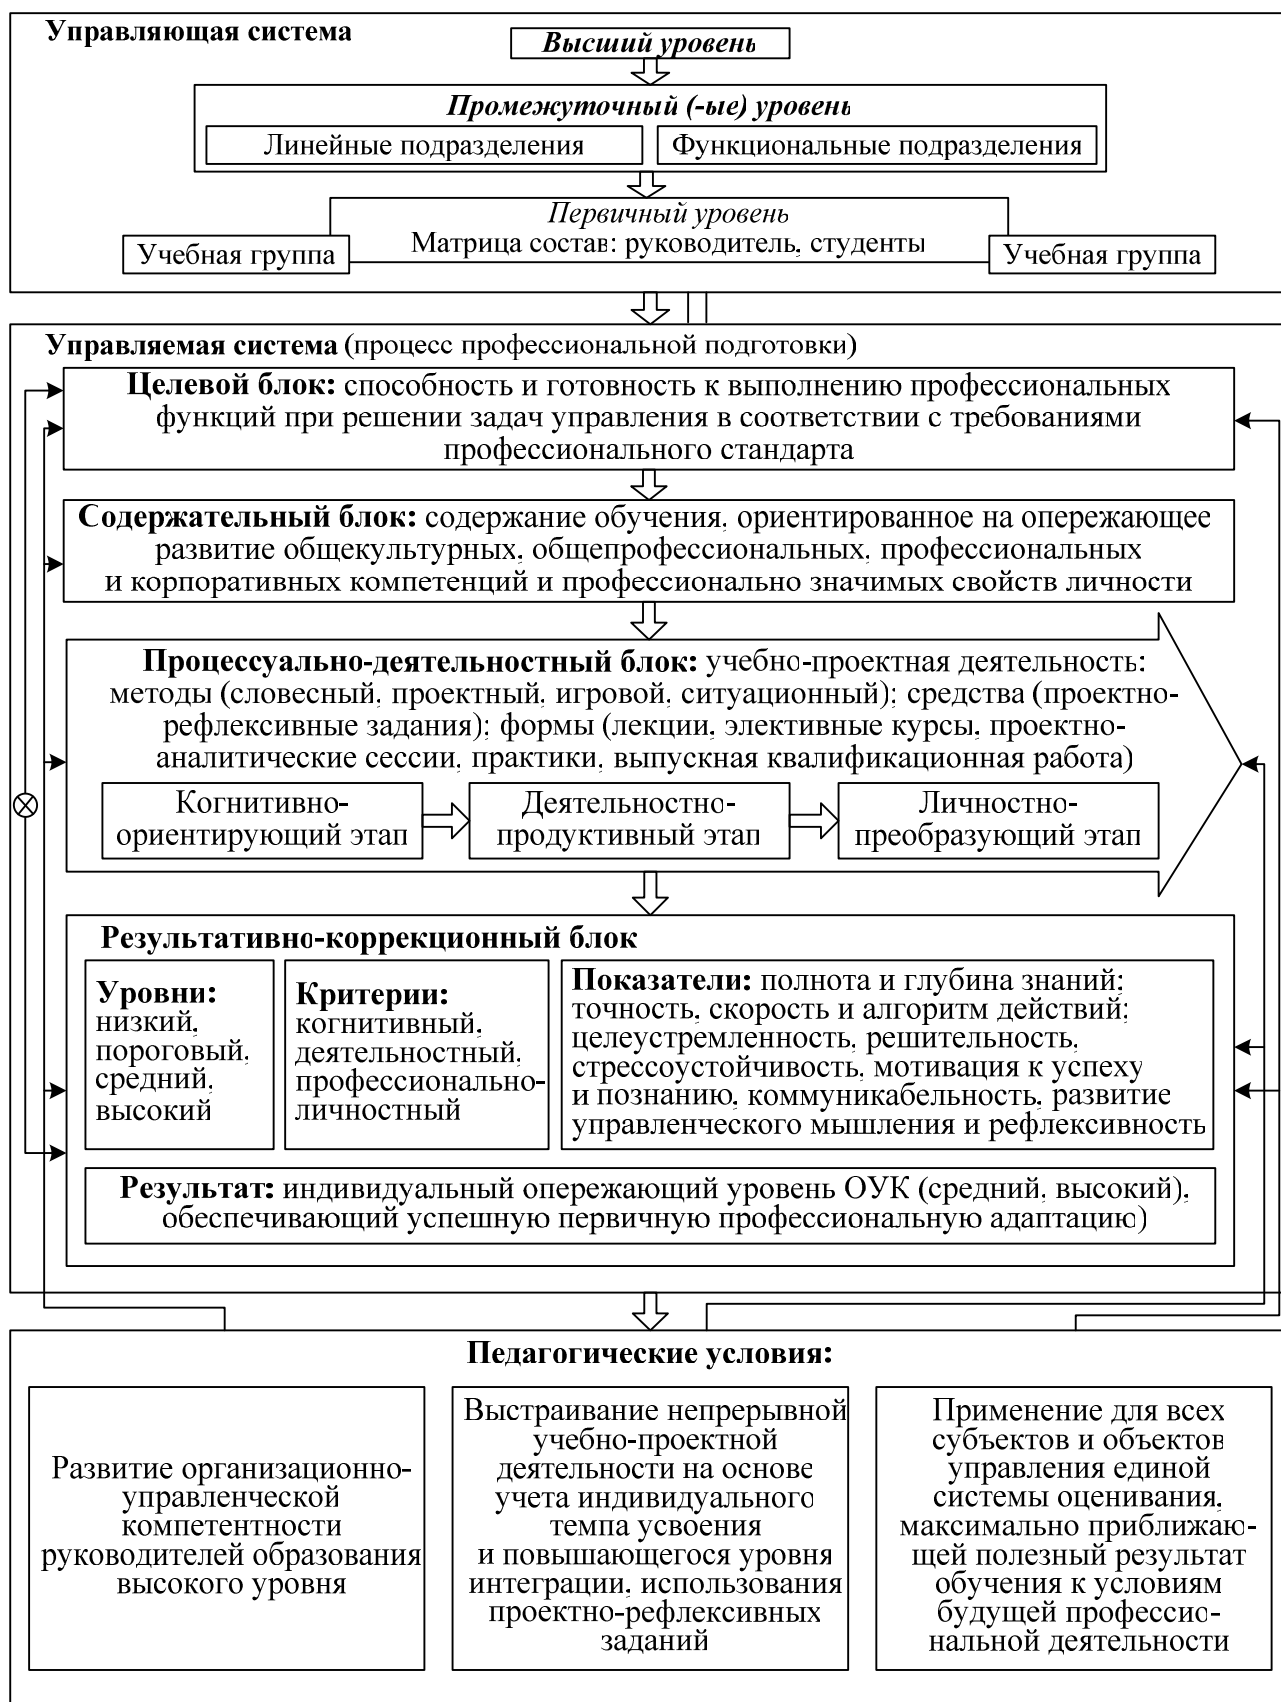 Управляющая система
Высший уровень
Промежуточный (-ые) уровень
Линейные подразделения
Функциональные подразделения
Первичный уровень
Матрица состав: руководитель, студенты
Учебная группа
Учебная группа
Управляемая система (процесс профессиональной подготовки)
Целевой блок: способность и готовность к выполнению профессиональных
функций при решении задач управления в соответствии с требованиями
профессионального стандарта
Содержательный блок: содержание обучения, ориентированное на опережающее
развитие общекультурных, общепрофессиональных, профессиональных
и корпоративных компетенций и профессионально значимых свойств личности
Процессуально-деятельностный блок: учебно-проектная деятельность:
методы (словесный, проектный, игровой, ситуационный); средства (проектно-
рефлексивные задания); формы (лекции, элективные курсы, проектно-
аналитические сессии, практики, выпускная квалификационная работа)
Когнитивно-
ориентирующий этап
Деятельностно-
продуктивный этап
Личностно-
преобразующий этап
Результативно-коррекционный блок
Уровни:
низкий,
пороговый,
средний,
высокий
Критерии:
когнитивный,
деятельностный,
профессионально-
личностный
Показатели: полнота и глубина знаний;
точность, скорость и алгоритм действий;
целеустремленность, решительность,
стрессоустойчивость, мотивация к успеху
и познанию, коммуникабельность, развитие
управленческого мышления и рефлексивность
Результат: индивидуальный опережающий уровень ОУК (средний, высокий),
обеспечивающий успешную первичную профессиональную адаптацию)
Педагогические условия:
Развитие организационно-
управленческой
компетентности
руководителей образования
высокого уровня
Выстраивание непрерывной
учебно-проектной
деятельности на основе
учета индивидуального
темпа усвоения
и повышающегося уровня
интеграции, использования
проектно-рефлексивных
заданий
Применение для всех
субъектов и объектов
управления единой
системы оценивания,
максимально приближаю-
щей полезный результат
обучения к условиям
будущей профессио-
нальной деятельности